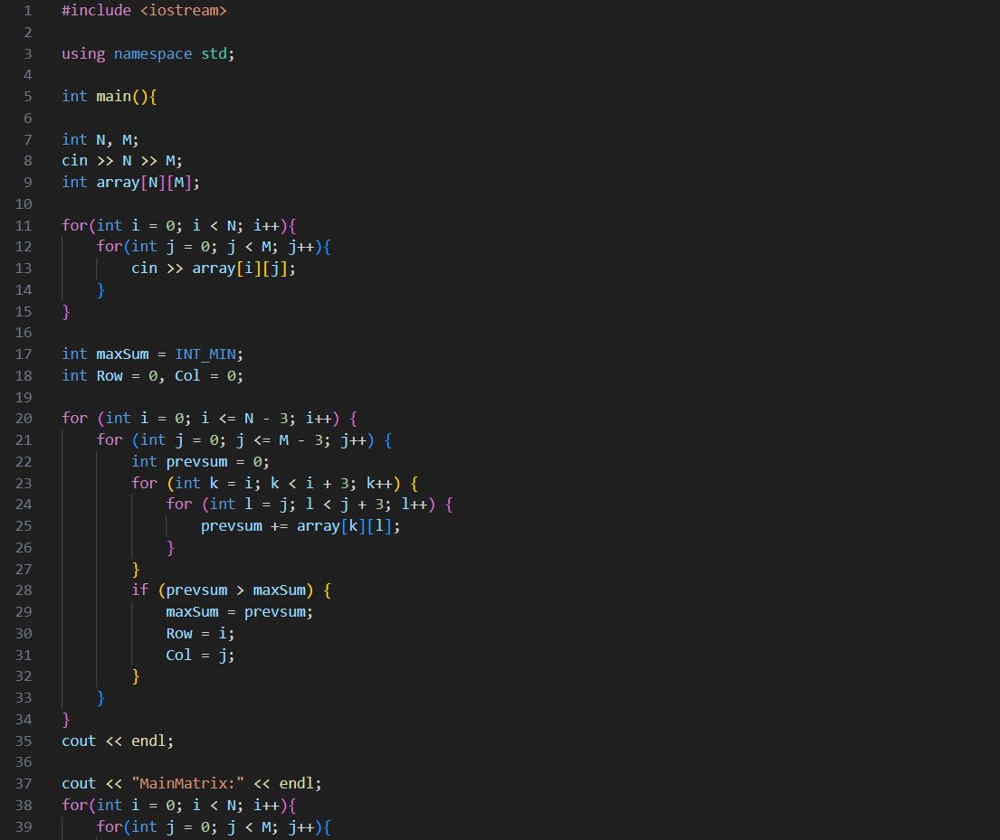 1 #include <iostream>
2
3 using namespace std;
4
5 int main(){
6
7 int N, M;
8 cin >> N >> M;
9 int array[N][M];
10
11 for(int i = 0; i < N; i++){
12     for(int j = 0; j < M; j++){
13         cin >> array[i][j];
14     }
15 }
16
17 int maxSum = INT_MIN;
18 int Row = 0, Col = 0;
19
20 for (int i = 0; i <= N - 3; i++) {
21     for (int j = 0; j <= M - 3; j++) {
22         int prevsum = 0;
23         for (int k = i; k < i + 3; k++) {
24             for (int l = j; l < j + 3; l++) {
25                 prevsum += array[k][l];
26             }
27         }
28         if (prevsum > maxSum) {
29             maxSum = prevsum;
30             Row = i;
31             Col = j;
32         }
33     }
34 }
35 cout << endl;
36
37 cout << "MainMatrix:" << endl;
38 for(int i = 0; i < N; i++){
39     for(int j = 0; j < M; j++){